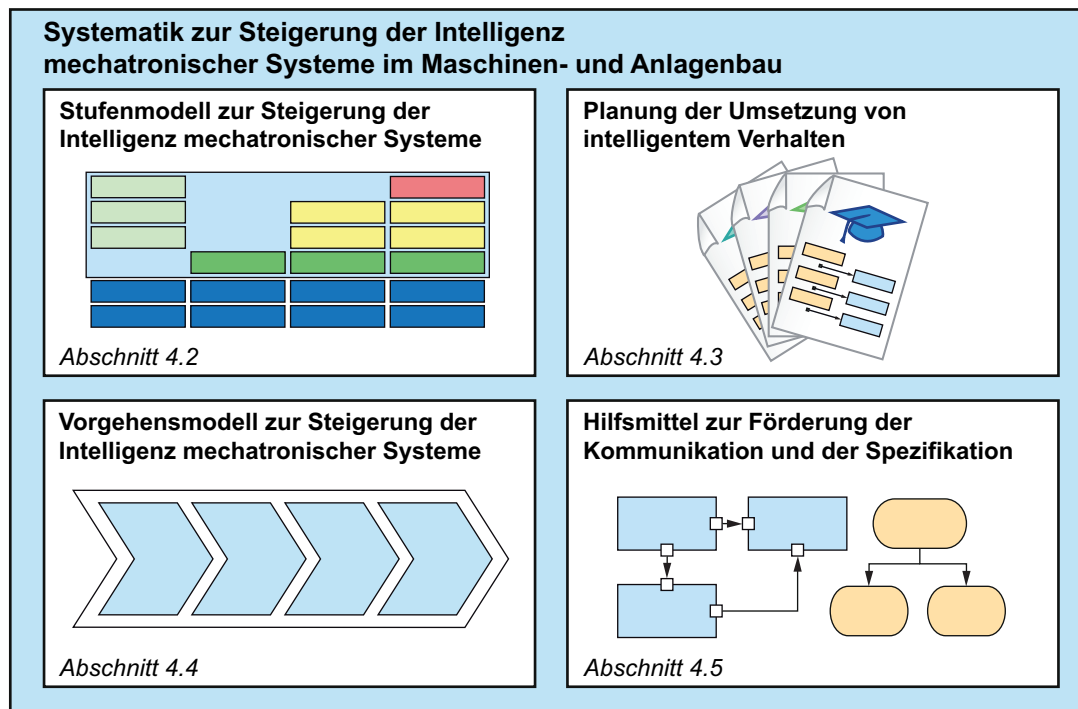 Systematik zur Steigerung der Intelligenz
mechatronischer Systeme im Maschinen- und Anlagenbau
Stufenmodell zur Steigerung der
Intelligenz mechatronischer Systeme
Abschnitt 4.2
Planung der Umsetzung von
intelligentem Verhalten
Abschnitt 4.3
Vorgehensmodell zur Steigerung der
Intelligenz mechatronischer Systeme
Abschnitt 4.4
Hilfsmittel zur Förderung der
Kommunikation und der Spezifikation
Abschnitt 4.5